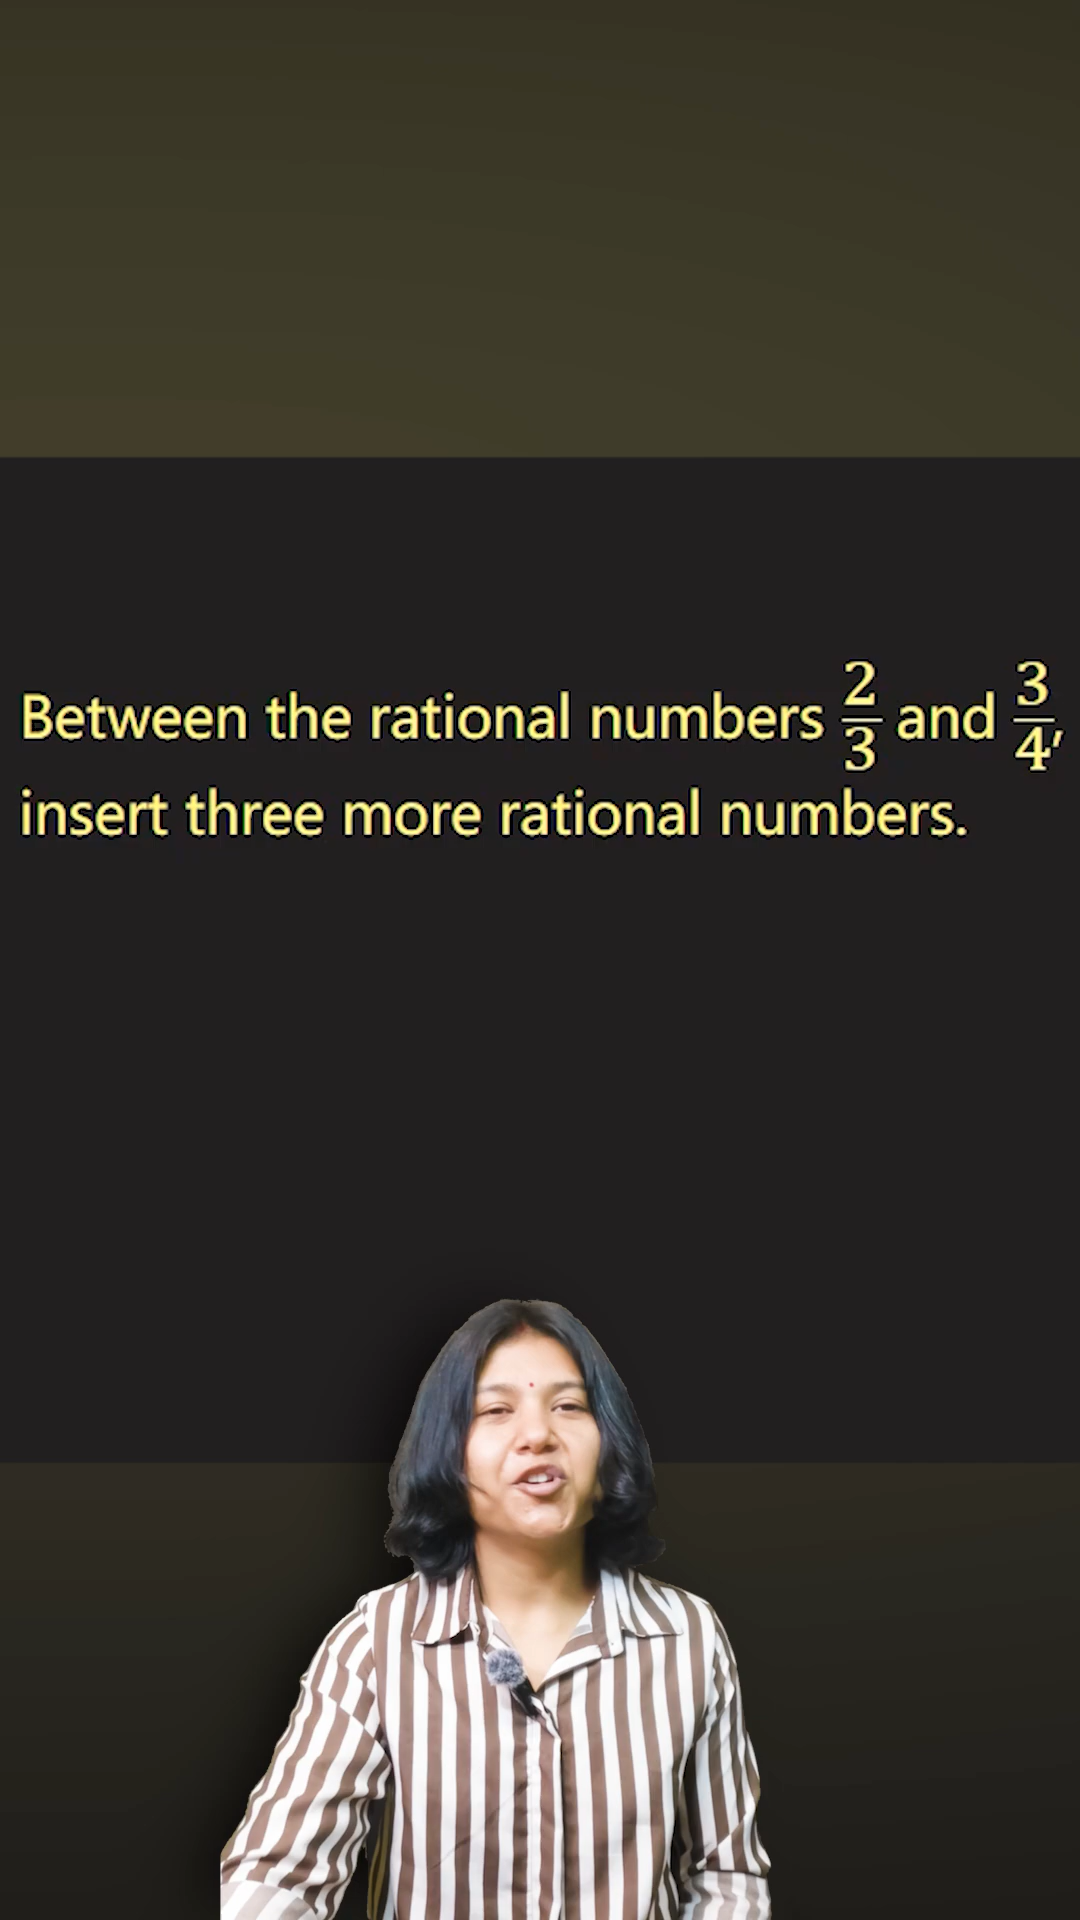 Between the rational numbers 2/3 and 3/4,
insert three more rational numbers.